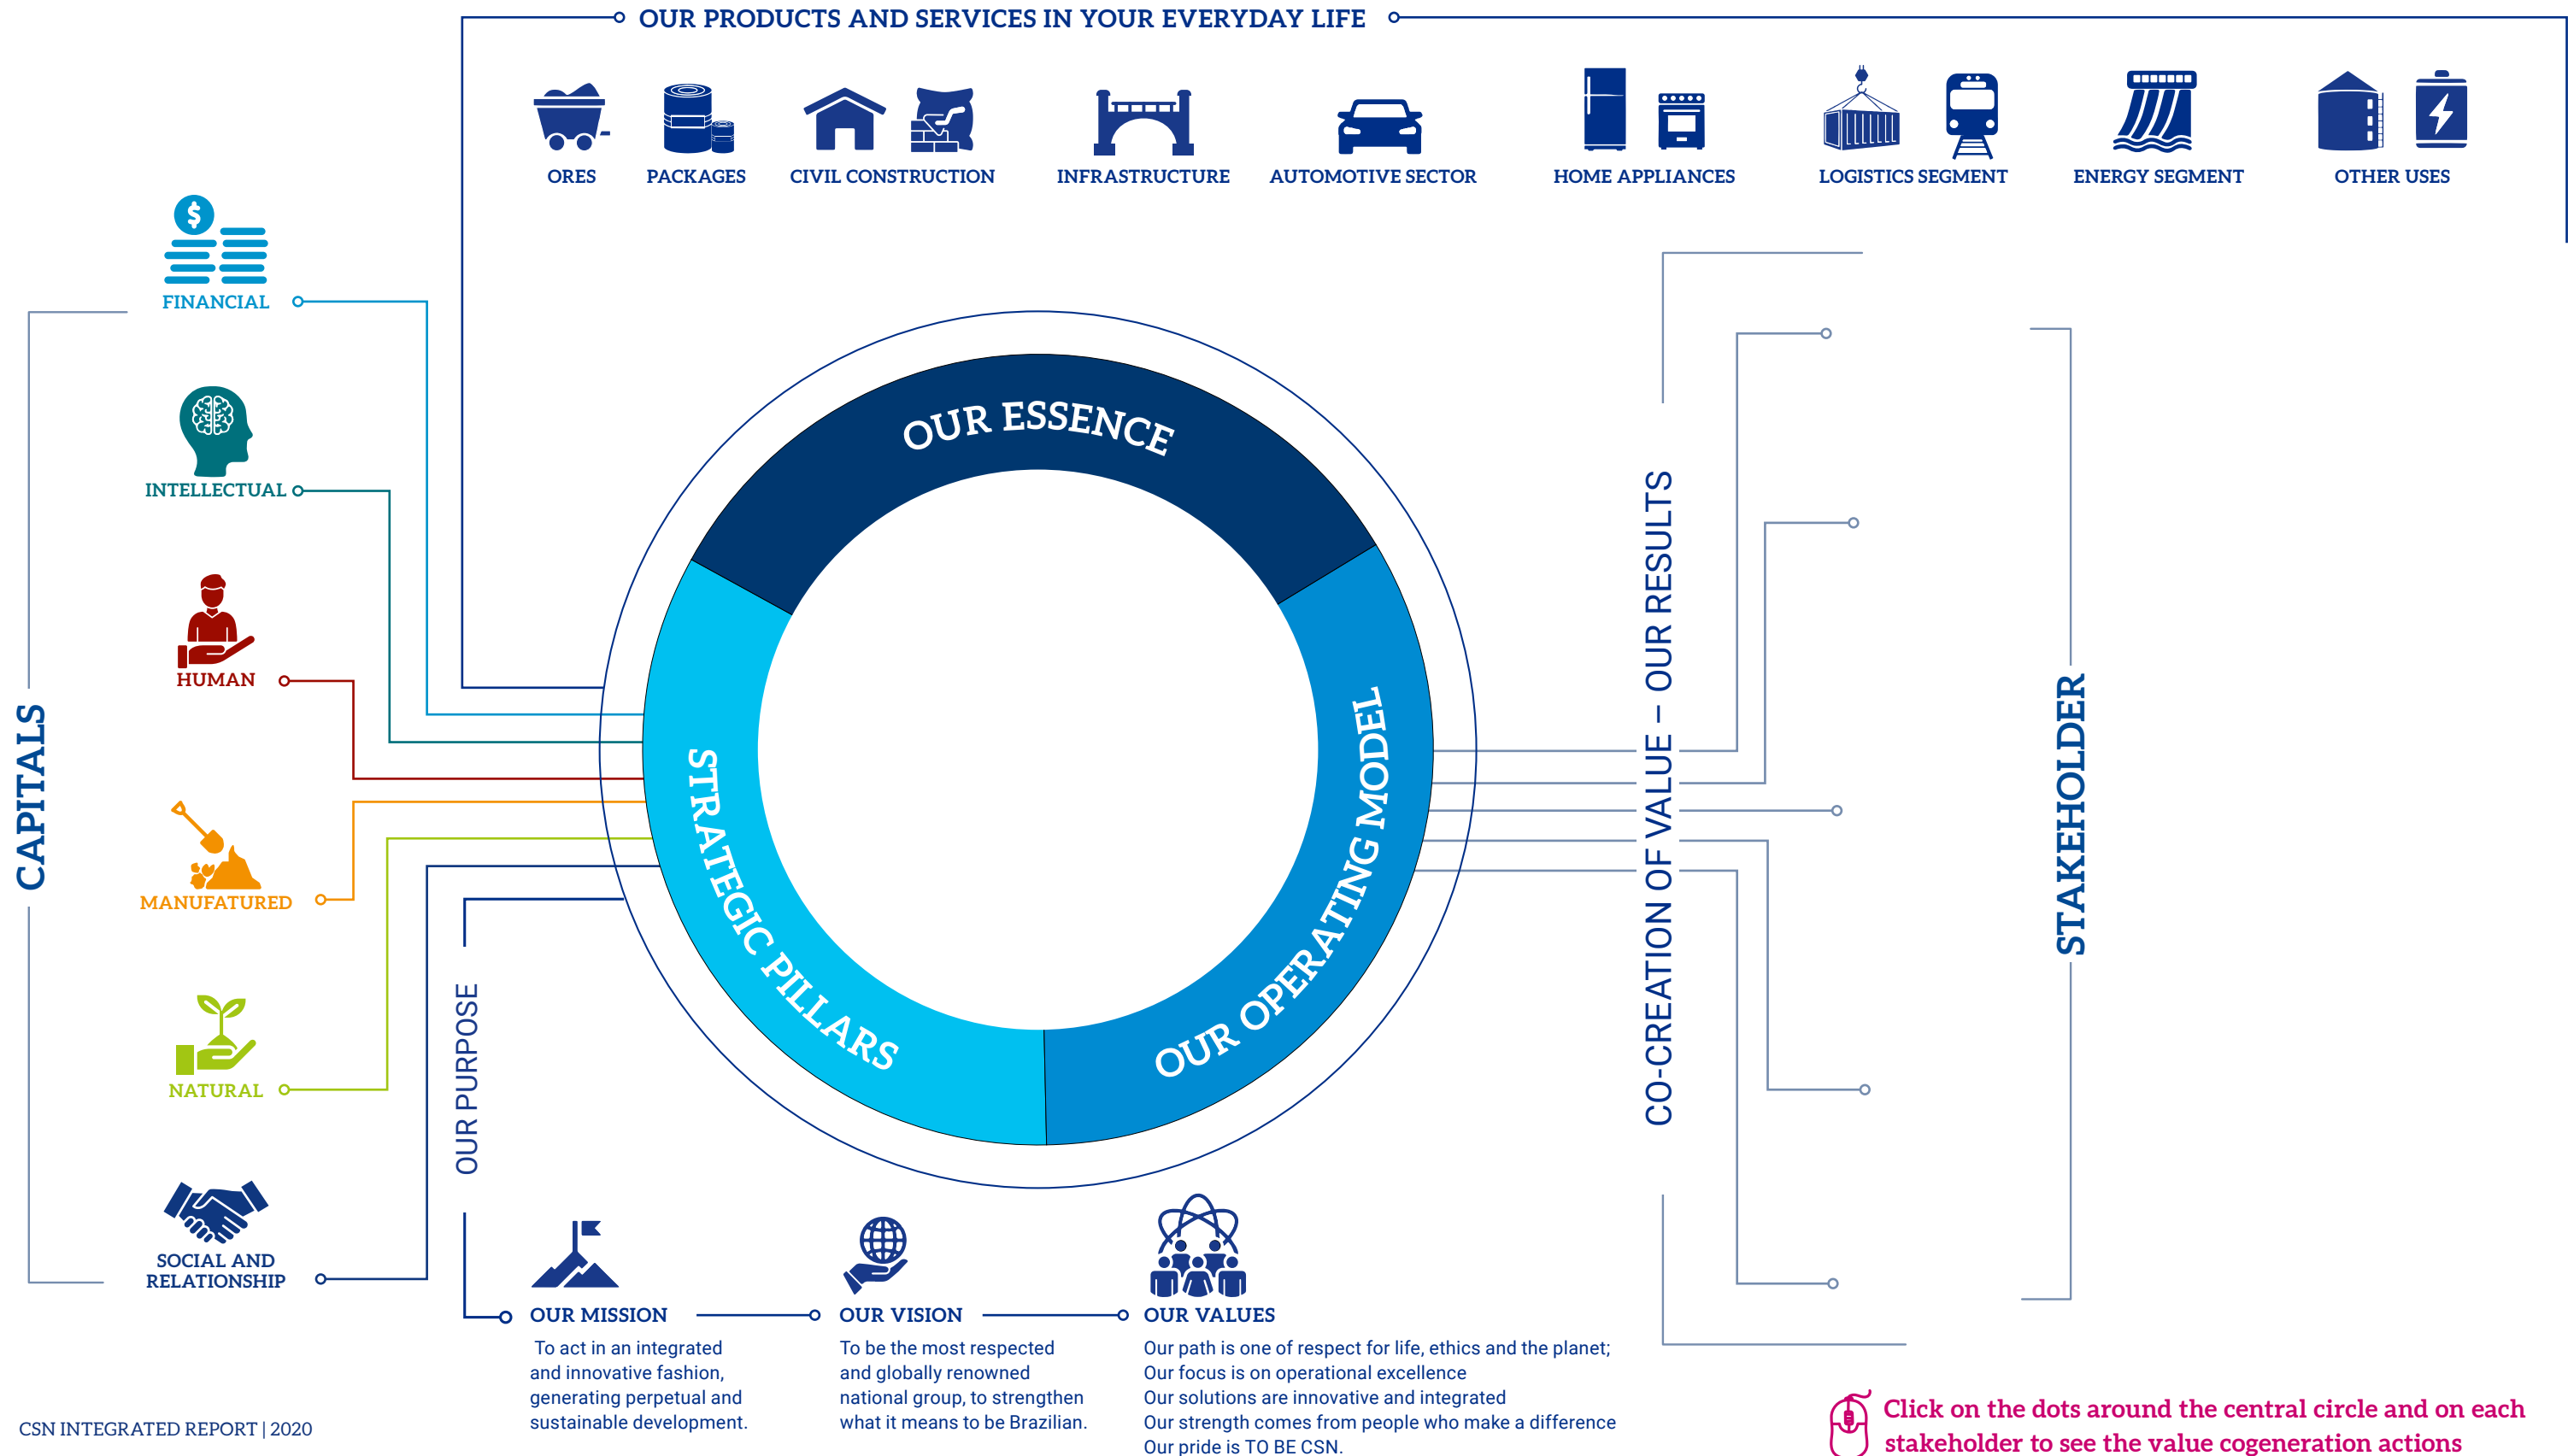 OUR PRODUCTS AND SERVICES IN YOUR EVERYDAY LIFE
ORES
PACKAGES
CIVIL CONSTRUCTION
INFRASTRUCTURE
AUTOMOTIVE SECTOR
HOME APPLIANCES
LOGISTICS SEGMENT
ENERGY SEGMENT
OTHER USES
CAPITALS
$
FINANCIAL
INTELLECTUAL
HUMAN
MANUFATURED
NATURAL
SOCIAL AND
RELATIONSHIP
OUR ESSENCE
STRATEGIC PILLARS
OUR OPERATING MODEL
CO-CREATION OF VALUE – OUR RESULTS
STAKEHOLDER
OUR PURPOSE
OUR MISSION
To act in an integrated
and innovative fashion,
generating perpetual and
sustainable development.
OUR VISION
To be the most respected
and globally renowned
national group, to strengthen
what it means to be Brazilian.
OUR VALUES
Our path is one of respect for life, ethics and the planet;
Our focus is on operational excellence
Our solutions are innovative and integrated
Our strength comes from people who make a difference
Our pride is TO BE CSN.
Click on the dots around the central circle and on each
stakeholder to see the value cogeneration actions
CSN INTEGRATED REPORT | 2020